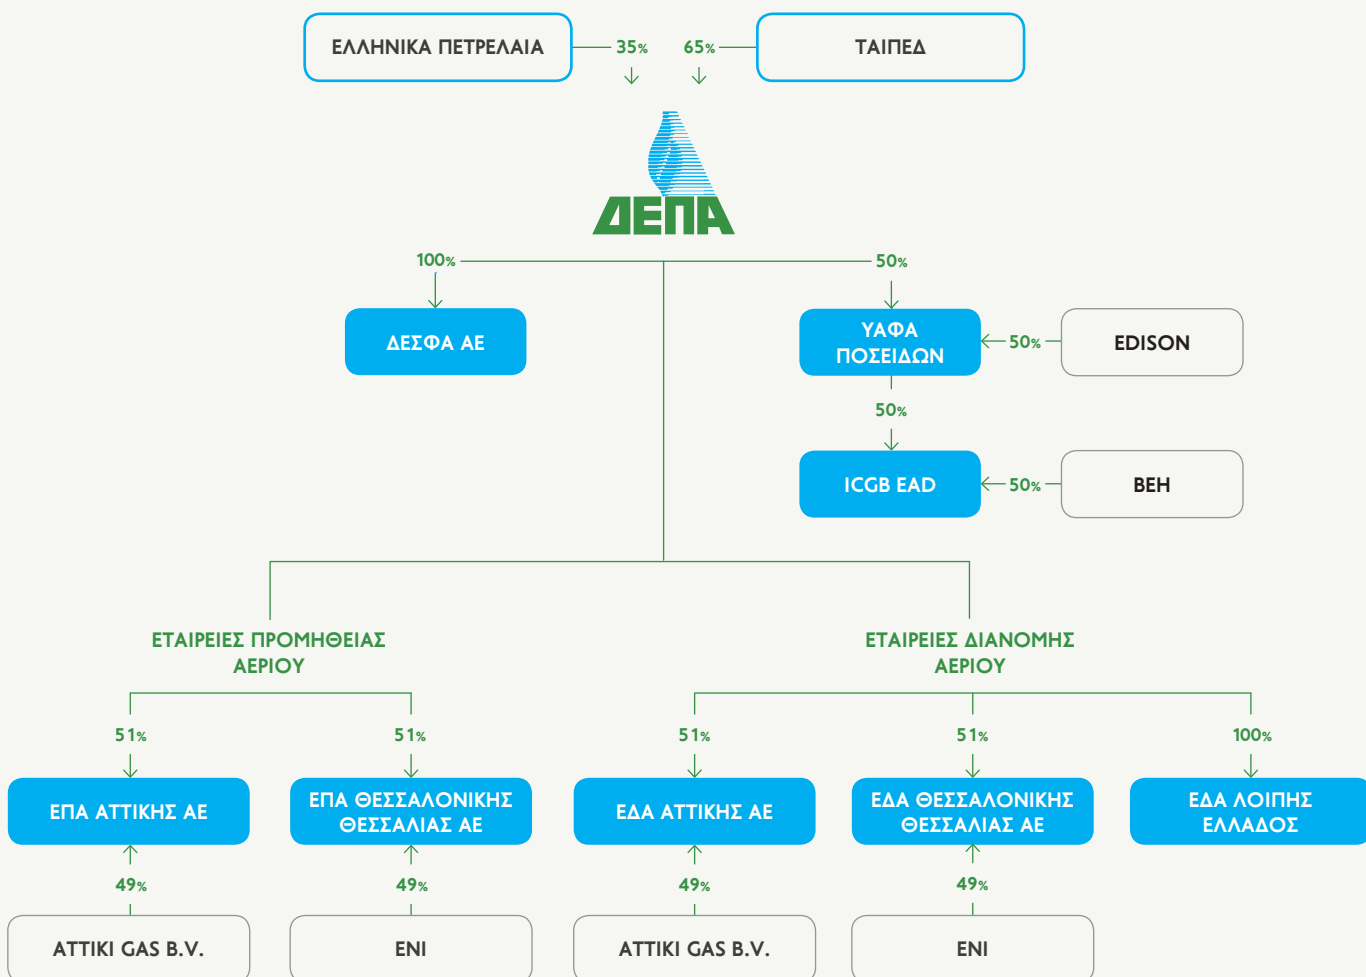 ΕΛΛΗΝΙΚΑ ΠΕΤΡΕΛΑΙΑ
35%
65%
ΤΑΙΠΕΔ
ΔΕΠΑ
100%
50%
ΔΕΣΦΑ ΑΕ
ΥΑΦΑ
ΠΟΣΕΙΔΩΝ
50%
EDISON
50%
ICGB EAD
50%
BEH
ΕΤΑΙΡΕΙΕΣ ΠΡΟΜΗΘΕΙΑΣ
ΑΕΡΙΟΥ
ΕΤΑΙΡΕΙΕΣ ΔΙΑΝΟΜΗΣ
ΑΕΡΙΟΥ
51%
51%
51%
51%
100%
ΕΠΑ ΑΤΤΙΚΗΣ ΑΕ
ΕΠΑ ΘΕΣΣΑΛΟΝΙΚΗΣ
ΘΕΣΣΑΛΙΑΣ ΑΕ
ΕΔΑ ΑΤΤΙΚΗΣ ΑΕ
ΕΔΑ ΘΕΣΣΑΛΟΝΙΚΗΣ
ΘΕΣΣΑΛΙΑΣ ΑΕ
ΕΔΑ ΛΟΙΠΗΣ
ΕΛΛΑΔΟΣ
49%
49%
49%
49%
ATTIKI GAS B.V.
ENI
ATTIKI GAS B.V.
ENI